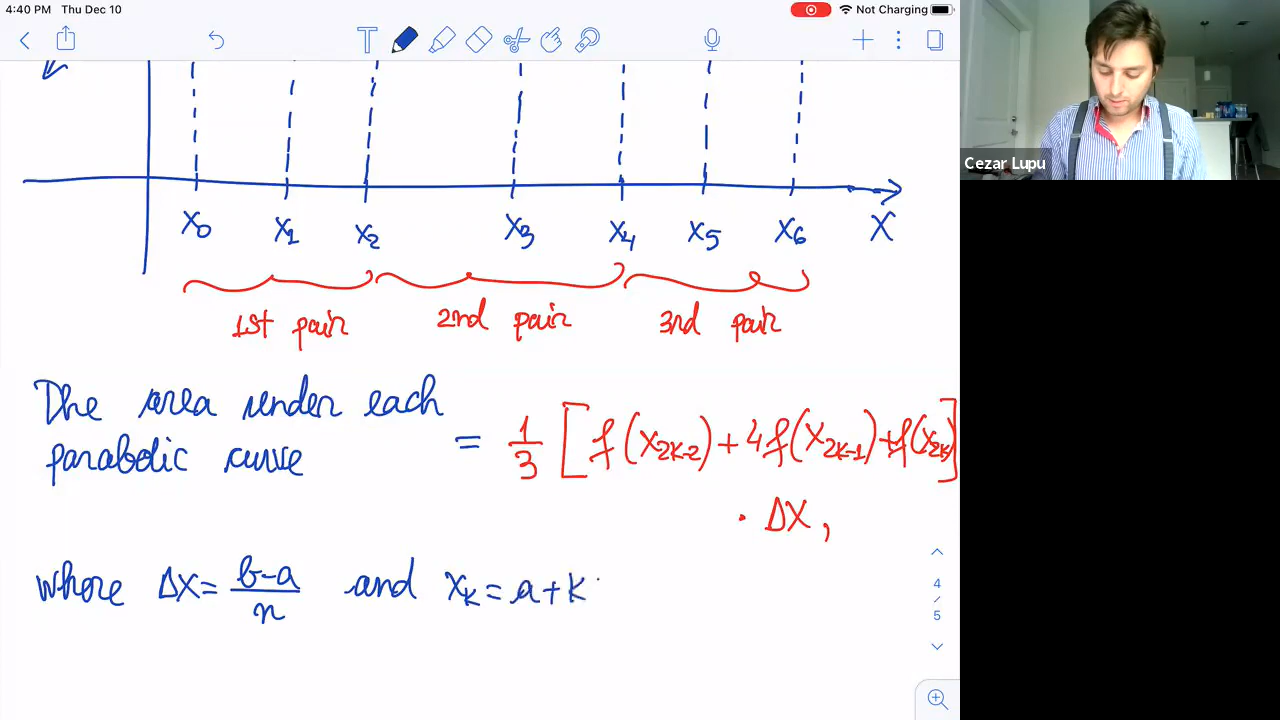 4:40 PM Thu Dec 10
Not Charging
Cezar Lupu
x₀ x₁ x₂ x₃ x₄ x₅ x₆ X
1st pair 2nd pair 3rd pair
The area under each
parabolic curve = 1/3 [f(x₂ₖ₋₂) + 4f(x₂ₖ₋₁) + f(x₂ₖ)]
· Δx,
where Δx = b-a/n and xₖ = a + k ·
4/5